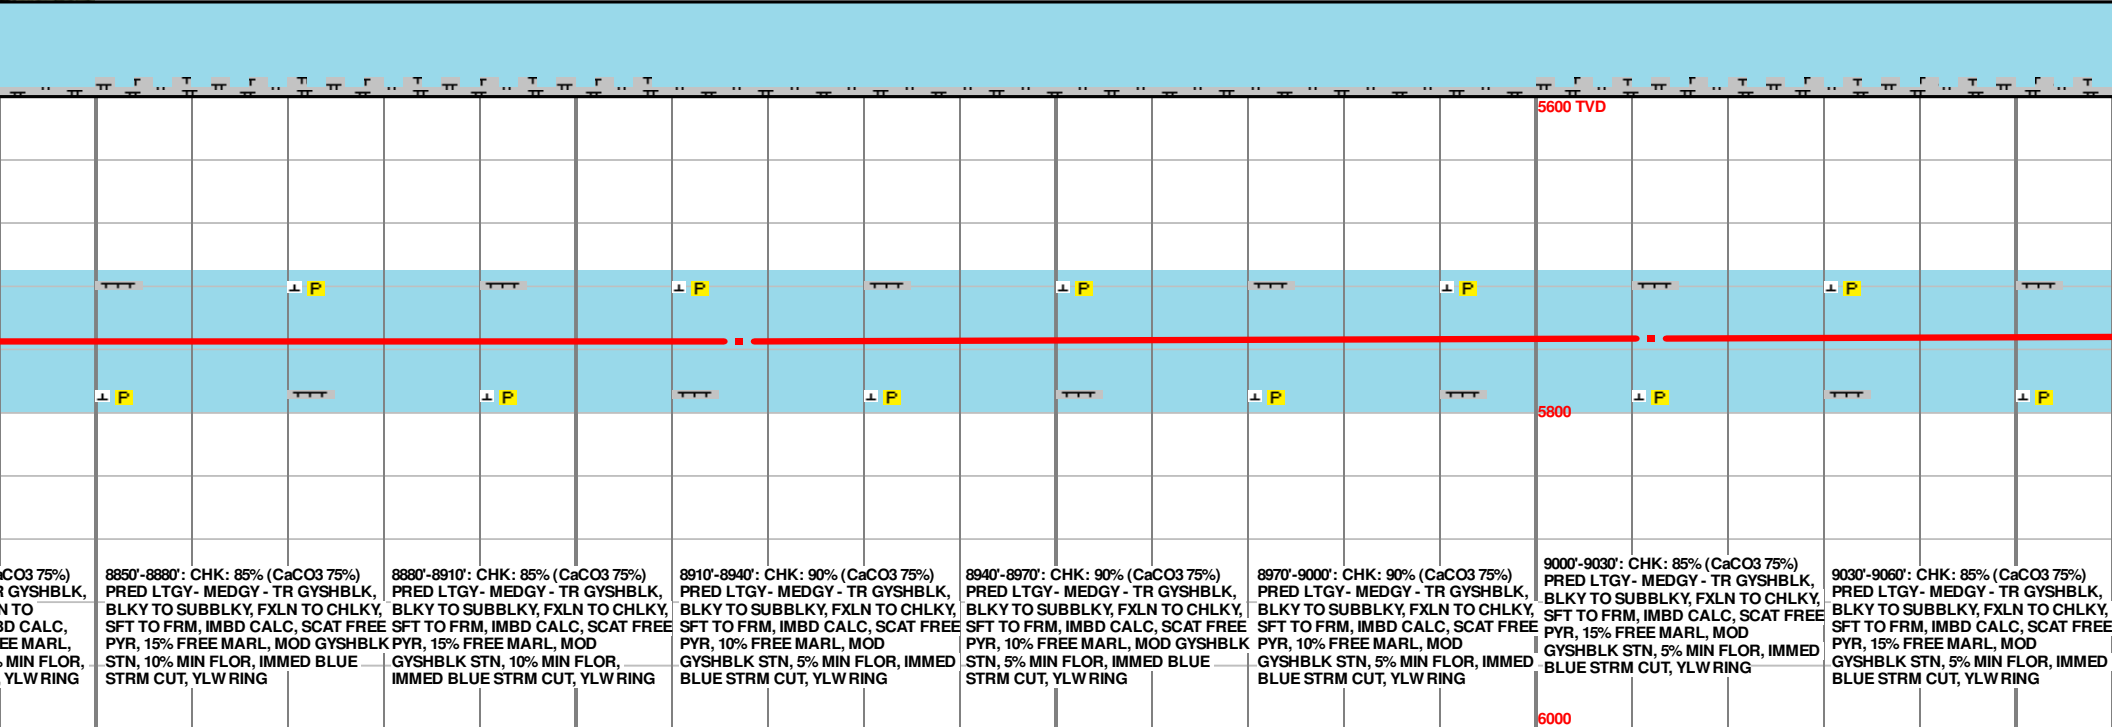 5600 TVD
P
P
P
P
P
5800
P
P
P
P
P
P
aCO3 75%)
R GYSHBLK,
N TO
BD CALC,
EE MARL,
% MIN FLOR,
, YLW RING
8850'-8880': CHK: 85% (CaCO3 75%)
PRED LTGY- MEDGY - TR GYSHBLK,
BLKY TO SUBBLKY, FXLN TO CHLKY,
SFT TO FRM, IMBD CALC, SCAT FREE
PYR, 15% FREE MARL, MOD GYSHBLK
STN, 10% MIN FLOR, IMMED BLUE
STRM CUT, YLW RING
8880'-8910': CHK: 85% (CaCO3 75%)
PRED LTGY- MEDGY - TR GYSHBLK,
BLKY TO SUBBLKY, FXLN TO CHLKY,
SFT TO FRM, IMBD CALC, SCAT FREE
PYR, 15% FREE MARL, MOD
GYSHBLK STN, 10% MIN FLOR,
IMMED BLUE STRM CUT, YLW RING
8910'-8940': CHK: 90% (CaCO3 75%)
PRED LTGY- MEDGY - TR GYSHBLK,
BLKY TO SUBBLKY, FXLN TO CHLKY,
SFT TO FRM, IMBD CALC, SCAT FREE
PYR, 10% FREE MARL, MOD
GYSHBLK STN, 5% MIN FLOR, IMMED
BLUE STRM CUT, YLW RING
8940'-8970': CHK: 90% (CaCO3 75%)
PRED LTGY- MEDGY - TR GYSHBLK,
BLKY TO SUBBLKY, FXLN TO CHLKY,
SFT TO FRM, IMBD CALC, SCAT FREE
PYR, 10% FREE MARL, MOD GYSHBLK
STN, 5% MIN FLOR, IMMED BLUE
STRM CUT, YLW RING
8970'-9000': CHK: 90% (CaCO3 75%)
PRED LTGY- MEDGY - TR GYSHBLK,
BLKY TO SUBBLKY, FXLN TO CHLKY,
SFT TO FRM, IMBD CALC, SCAT FREE
PYR, 10% FREE MARL, MOD
GYSHBLK STN, 5% MIN FLOR, IMMED
BLUE STRM CUT, YLW RING
9000'-9030': CHK: 85% (CaCO3 75%)
PRED LTGY- MEDGY - TR GYSHBLK,
BLKY TO SUBBLKY, FXLN TO CHLKY,
SFT TO FRM, IMBD CALC, SCAT FREE
PYR, 15% FREE MARL, MOD
GYSHBLK STN, 5% MIN FLOR, IMMED
BLUE STRM CUT, YLW RING
9030'-9060': CHK: 85% (CaCO3 75%)
PRED LTGY- MEDGY - TR GYSHBLK,
BLKY TO SUBBLKY, FXLN TO CHLKY,
SFT TO FRM, IMBD CALC, SCAT FREE
PYR, 15% FREE MARL, MOD
GYSHBLK STN, 5% MIN FLOR, IMMED
BLUE STRM CUT, YLW RING
6000